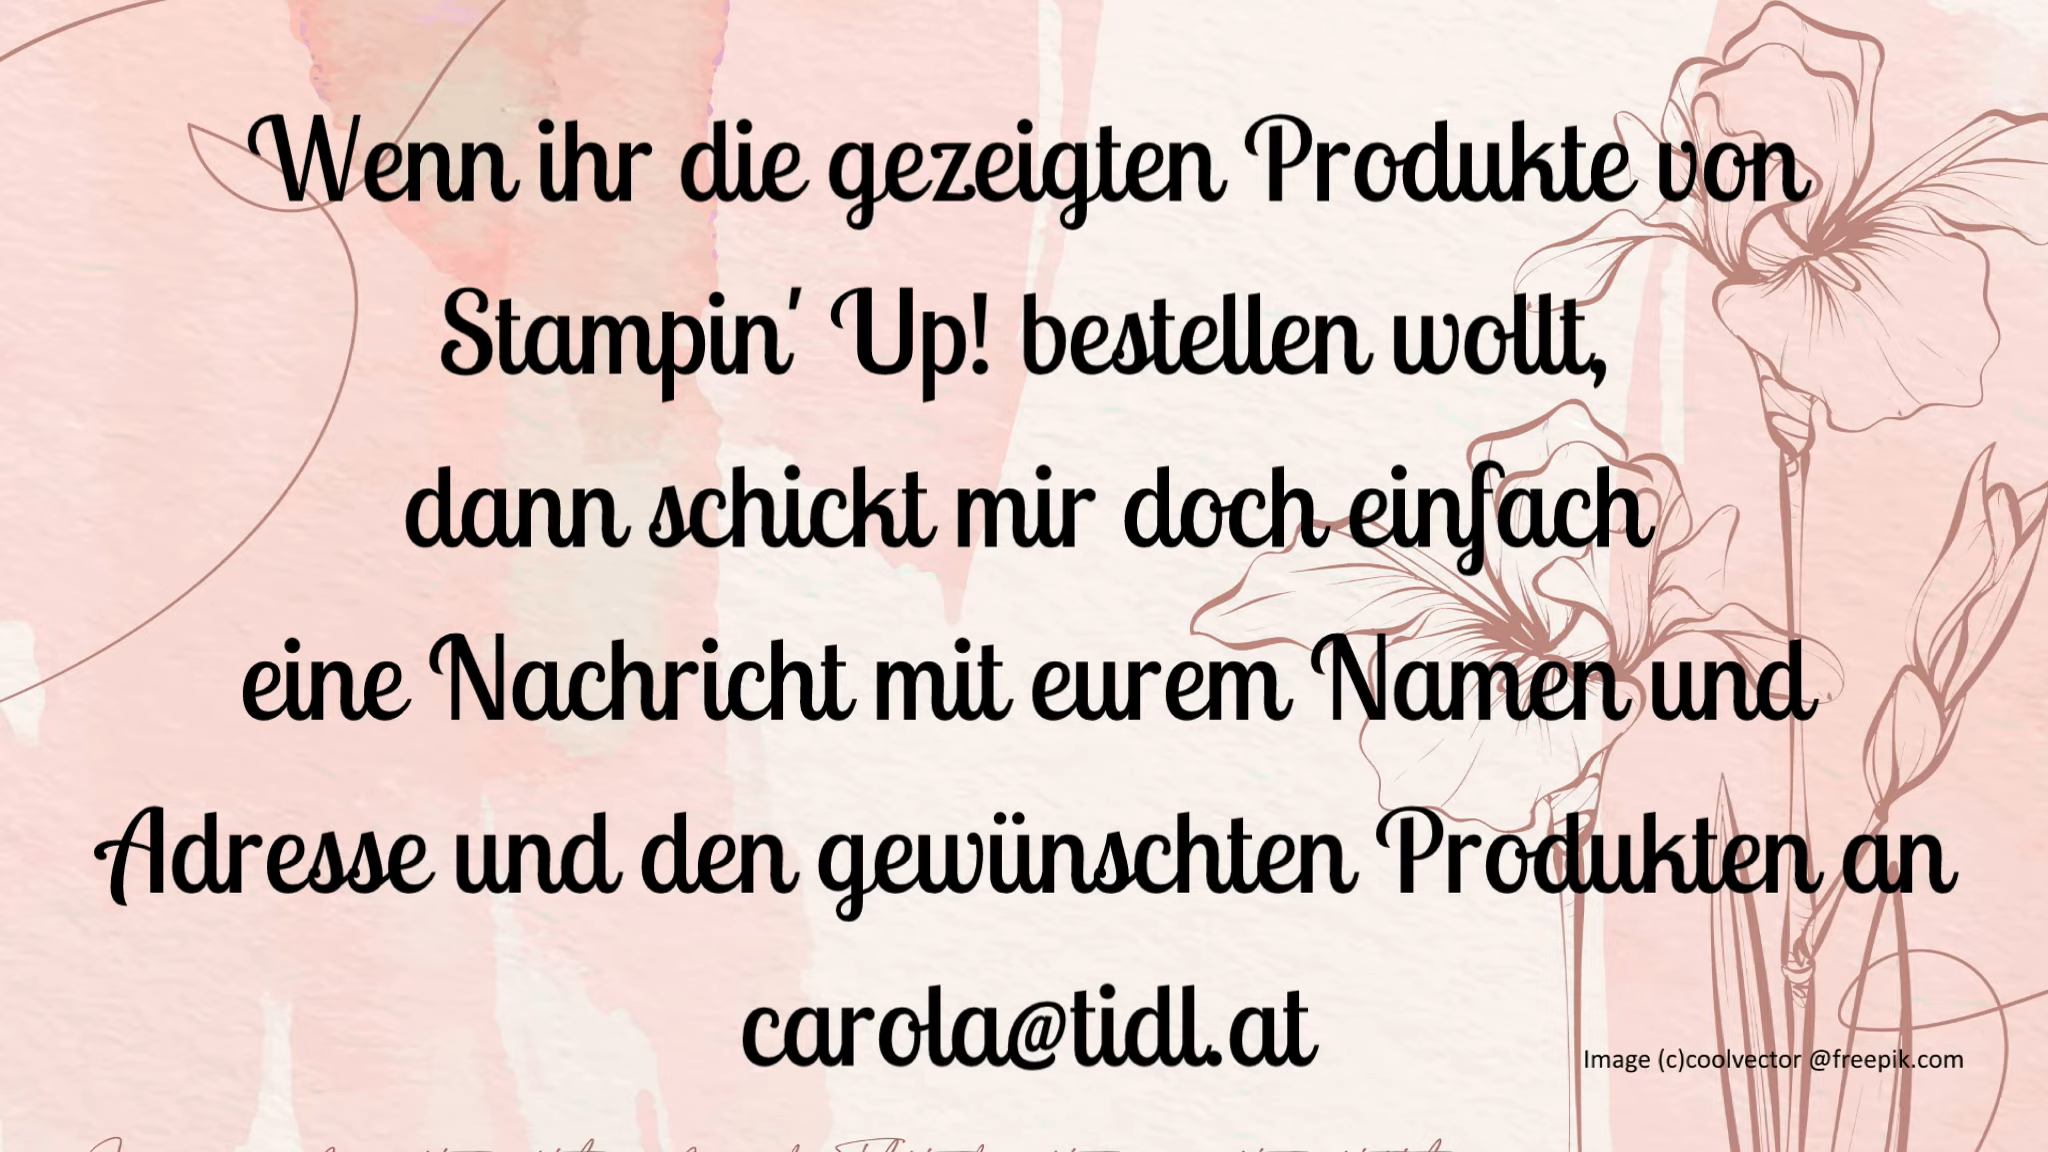 Wenn ihr die gezeigten Produkte von
Stampin' Up! bestellen wollt,
dann schickt mir doch einfach
eine Nachricht mit eurem Namen und
Adresse und den gewünschten Produkten an
carola@tidl.at
Image (c)coolvector @freepik.com